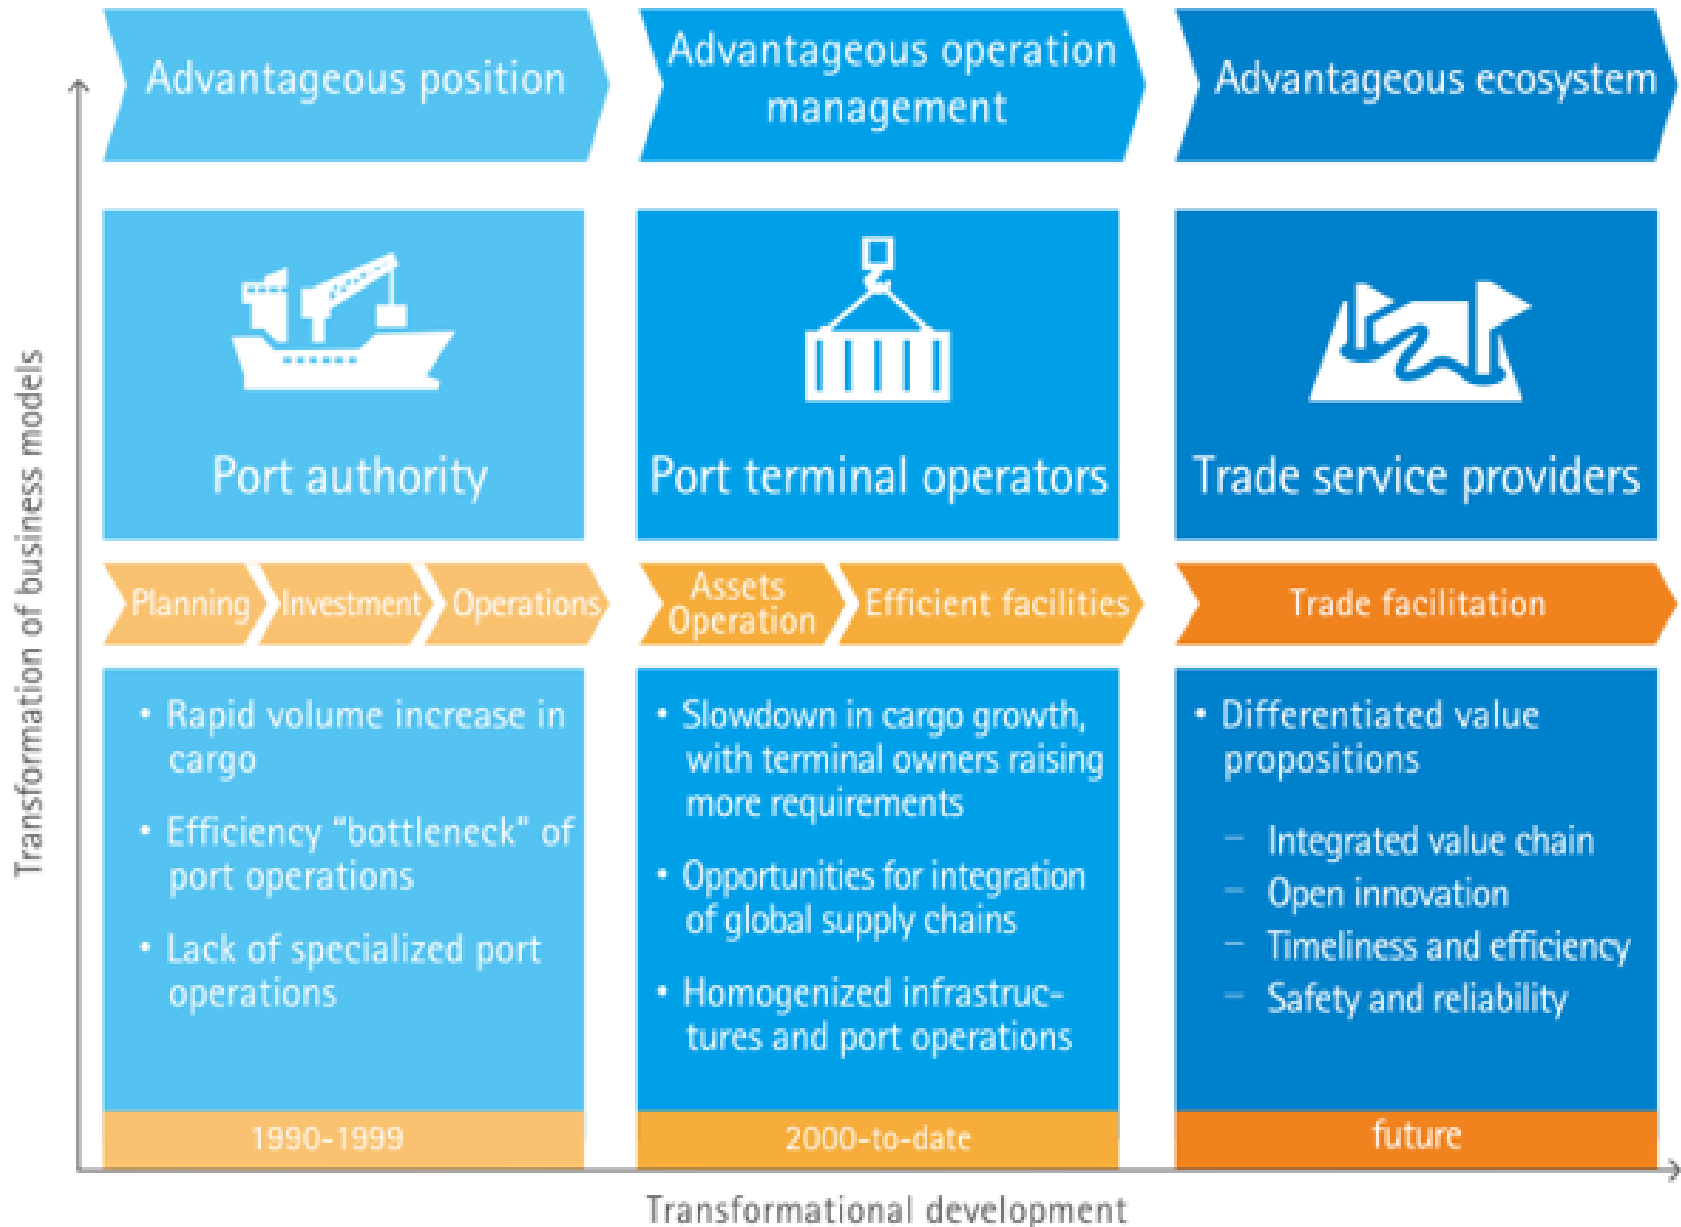 Advantageous position
Advantageous operation
management
Advantageous ecosystem
Port authority
Port terminal operators
Trade service providers
Planning
Investment
Operations
Assets
Operation
Efficient facilities
Trade facilitation
• Rapid volume increase in
cargo
• Efficiency “bottleneck” of
port operations
• Lack of specialized port
operations
1990-1999
• Slowdown in cargo growth,
with terminal owners raising
more requirements
• Opportunities for integration
of global supply chains
• Homogenized infrastruc-
tures and port operations
2000-to-date
• Differentiated value
propositions
– Integrated value chain
– Open innovation
– Timeliness and efficiency
– Safety and reliability
future
Transformation of business models
Transformational development